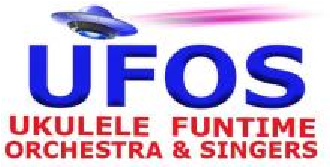 UFOS
UKULELE FUNTIME
ORCHESTRA & SINGERS